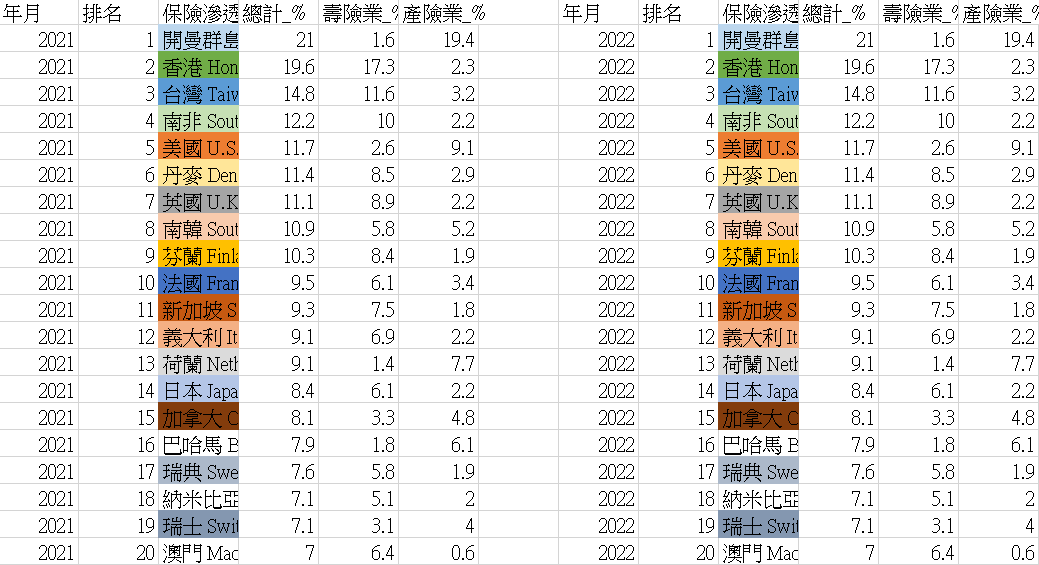 年月 排名 保險滲透 總計_% 壽險業_% 產險業_% 年月 排名 保險滲透 總計_% 壽險業_% 產險業_%
2021 1 開曼群島 21 1.6 19.4 2022 1 開曼群島 21 1.6 19.4
2021 2 香港 Hon 19.6 17.3 2.3 2022 2 香港 Hon 19.6 17.3 2.3
2021 3 台灣 Taiw 14.8 11.6 3.2 2022 3 台灣 Taiw 14.8 11.6 3.2
2021 4 南非 Sout 12.2 10 2.2 2022 4 南非 Sout 12.2 10 2.2
2021 5 美國 U.S. 11.7 2.6 9.1 2022 5 美國 U.S. 11.7 2.6 9.1
2021 6 丹麥 Den 11.4 8.5 2.9 2022 6 丹麥 Den 11.4 8.5 2.9
2021 7 英國 U.K 11.1 8.9 2.2 2022 7 英國 U.K 11.1 8.9 2.2
2021 8 南韓 Sout 10.9 5.8 5.2 2022 8 南韓 Sout 10.9 5.8 5.2
2021 9 芬蘭 Finla 10.3 8.4 1.9 2022 9 芬蘭 Finla 10.3 8.4 1.9
2021 10 法國 Fran 9.5 6.1 3.4 2022 10 法國 Fran 9.5 6.1 3.4
2021 11 新加坡 S 9.3 7.5 1.8 2022 11 新加坡 S 9.3 7.5 1.8
2021 12 義大利 It 9.1 6.9 2.2 2022 12 義大利 It 9.1 6.9 2.2
2021 13 荷蘭 Neth 9.1 1.4 7.7 2022 13 荷蘭 Neth 9.1 1.4 7.7
2021 14 日本 Japa 8.4 6.1 2.2 2022 14 日本 Japa 8.4 6.1 2.2
2021 15 加拿大 C 8.1 3.3 4.8 2022 15 加拿大 C 8.1 3.3 4.8
2021 16 巴哈馬 B 7.9 1.8 6.1 2022 16 巴哈馬 B 7.9 1.8 6.1
2021 17 瑞典 Swe 7.6 5.8 1.9 2022 17 瑞典 Swe 7.6 5.8 1.9
2021 18 納米比亞 7.1 5.1 2 2022 18 納米比亞 7.1 5.1 2
2021 19 瑞士 Swit 7.1 3.1 4 2022 19 瑞士 Swit 7.1 3.1 4
2021 20 澳門 Mac 7 6.4 0.6 2022 20 澳門 Mac 7 6.4 0.6